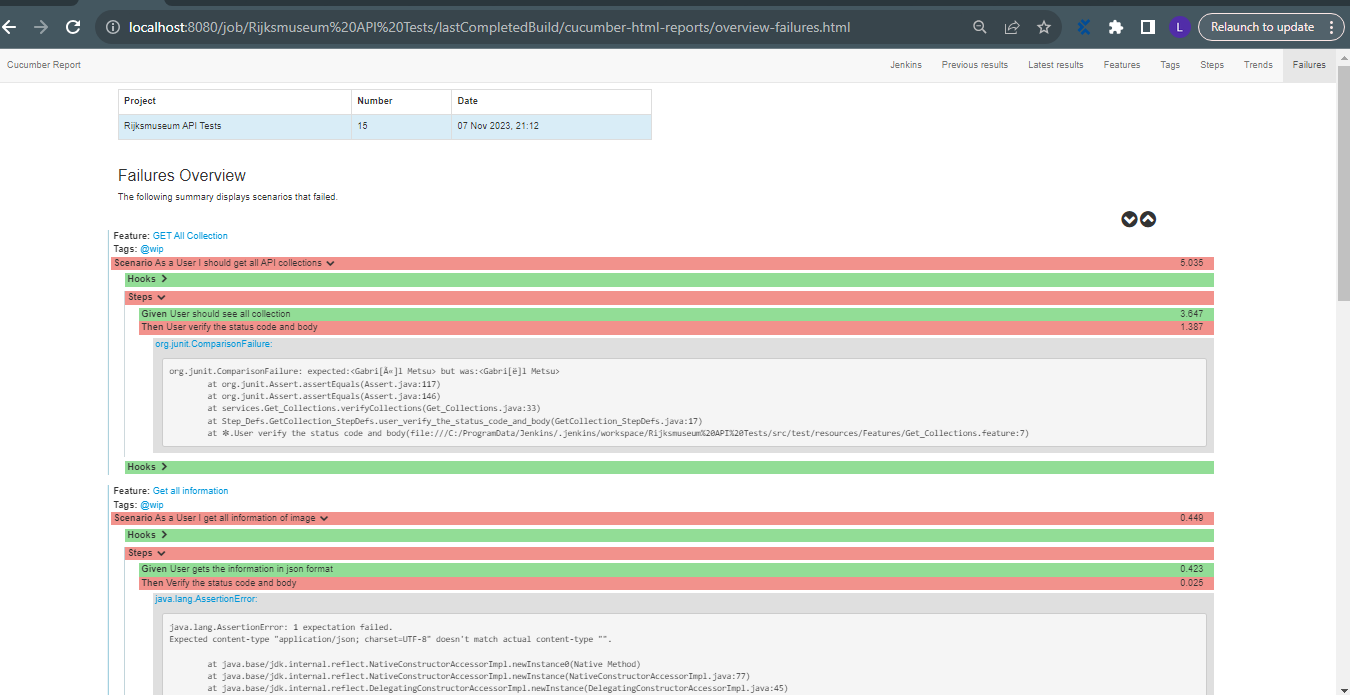 localhost:8080/job/Rijksmuseum%20API%20Tests/lastCompletedBuild/cucumber-html-reports/overview-failures.html
L
Relaunch to update
Cucumber Report
Jenkins Previous results Latest results Features Tags Steps Trends Failures
Project Number Date
Rijksmuseum API Tests 15 07 Nov 2023, 21:12
Failures Overview
The following summary displays scenarios that failed.
Feature: GET All Collection
Tags: @wip
Scenario As a User I should get all API collections 5.035
Hooks
Steps
Given User should see all collection 3.647
Then User verify the status code and body 1.387
org.junit.ComparisonFailure:
org.junit.ComparisonFailure: expected:<Gabri[Ã«]l Metsu> but was:<Gabri[ë]l Metsu>
at org.junit.Assert.assertEquals(Assert.java:117)
at org.junit.Assert.assertEquals(Assert.java:146)
at services.Get_Collections.verifyCollections(Get_Collections.java:33)
at Step_Defs.GetCollection_StepDefs.user_verify_the_status_code_and_body(GetCollection_StepDefs.java:17)
at ✽.User verify the status code and body(file:///C:/ProgramData/Jenkins/.jenkins/workspace/Rijksmuseum%20API%20Tests/src/test/resources/Features/Get_Collections.feature:7)
Hooks
Feature: Get all information
Tags: @wip
Scenario As a User I get all information of image 0.449
Hooks
Steps
Given User gets the information in json format 0.423
Then Verify the status code and body 0.025
java.lang.AssertionError:
java.lang.AssertionError: 1 expectation failed.
Expected content-type "application/json; charset=UTF-8" doesn't match actual content-type "".
at java.base/jdk.internal.reflect.NativeConstructorAccessorImpl.newInstance0(Native Method)
at java.base/jdk.internal.reflect.NativeConstructorAccessorImpl.newInstance(NativeConstructorAccessorImpl.java:77)
at java.base/jdk.internal.reflect.DelegatingConstructorAccessorImpl.newInstance(DelegatingConstructorAccessorImpl.java:45)